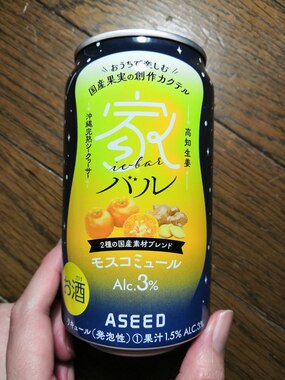 おうちで楽しむ
国産果実の創作カクテル
沖縄完熟シークヮーサー
高知生姜
家
ie-bar
バル
2種の国産素材ブレンド
モスコミュール
Alc.3%
お酒
ASEED
リキュール(発泡性)①果汁1.5% ALC.3%